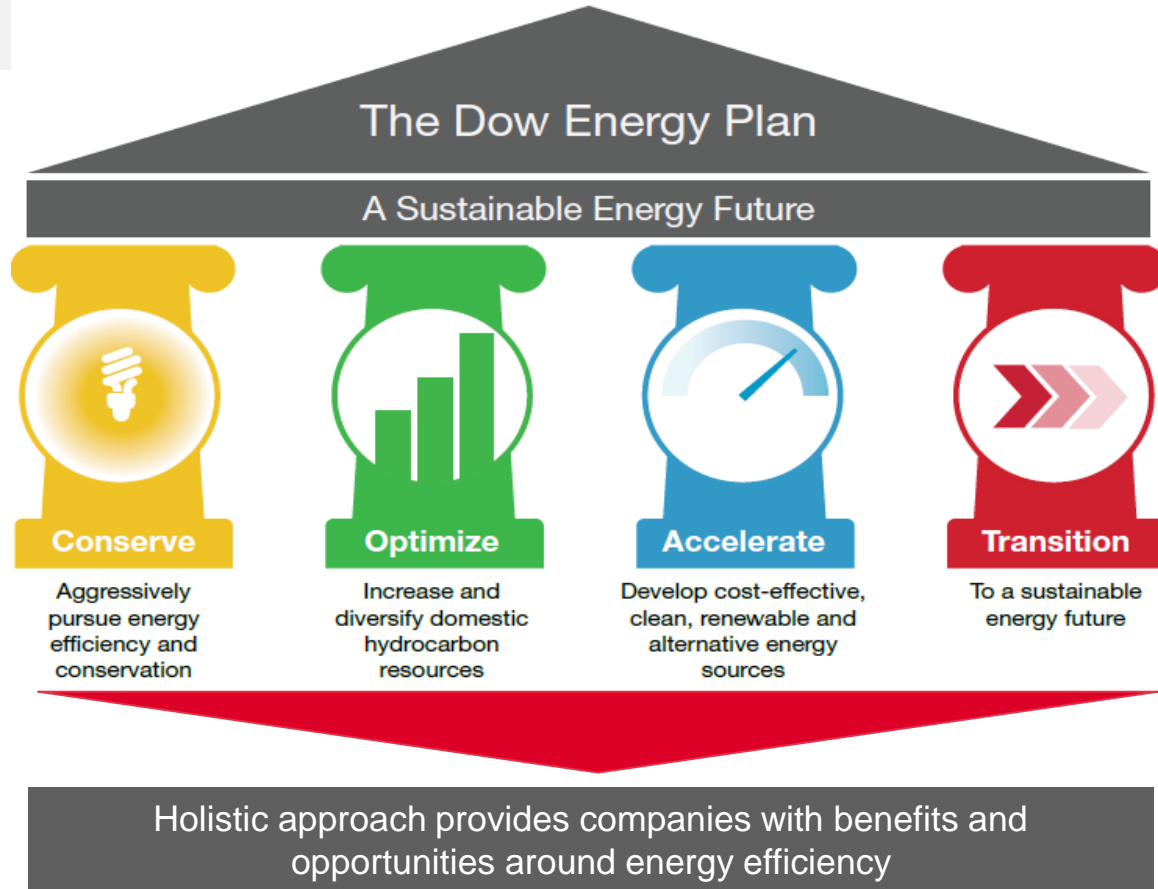 The Dow Energy Plan
A Sustainable Energy Future
Conserve
Aggressively
pursue energy
efficiency and
conservation
Optimize
Increase and
diversify domestic
hydrocarbon
resources
Accelerate
Develop cost-effective,
clean, renewable and
alternative energy
sources
Transition
To a sustainable
energy future
Holistic approach provides companies with benefits and
opportunities around energy efficiency